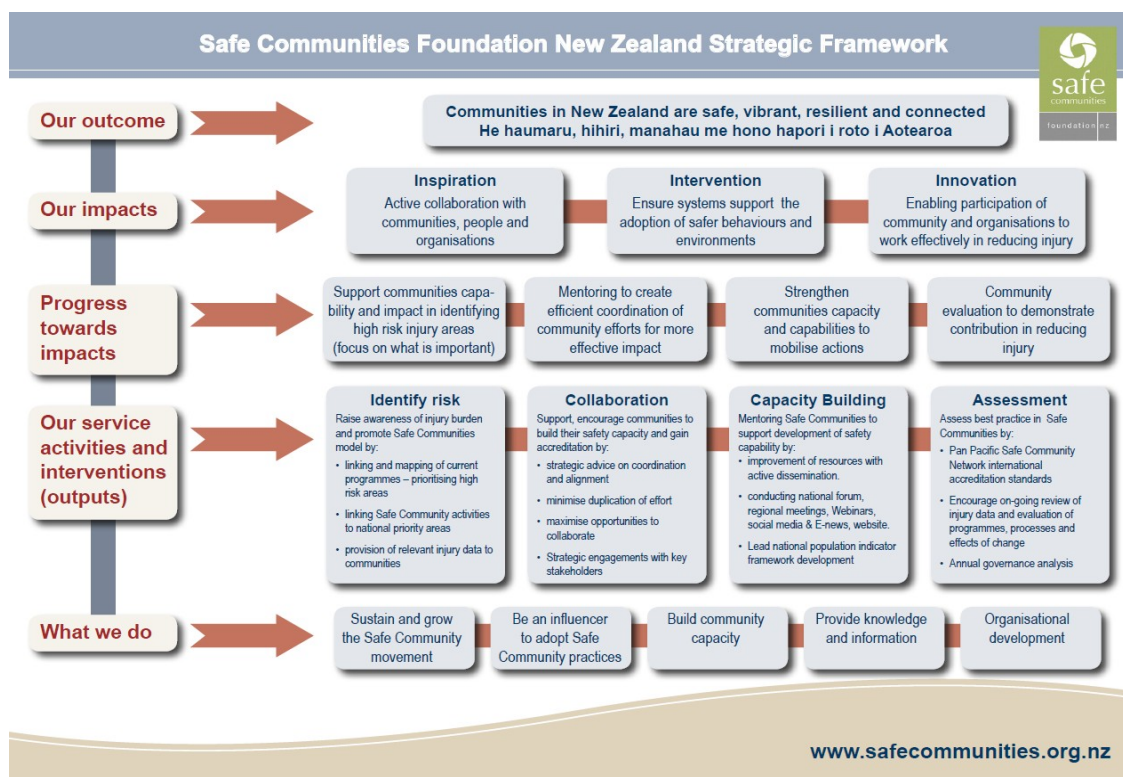 Safe Communities Foundation New Zealand Strategic Framework
safe
communities
foundation nz
Our outcome
Communities in New Zealand are safe, vibrant, resilient and connected
He haumaru, hihiri, manahau me hono hapori i roto i Aotearoa
Our impacts
Inspiration
Active collaboration with
communities, people and
organisations
Intervention
Ensure systems support the
adoption of safer behaviours and
environments
Innovation
Enabling participation of
community and organisations to
work effectively in reducing injury
Progress
towards
impacts
Support communities capa-
bility and impact in identifying
high risk injury areas
(focus on what is important)
Mentoring to create
efficient coordination of
community efforts for more
effective impact
Strengthen
communities capacity
and capabilities to
mobilise actions
Community
evaluation to demonstrate
contribution in reducing
injury
Our service
activities and
interventions
(outputs)
Identify risk
Raise awareness of injury burden
and promote Safe Communities
model by:
• linking and mapping of current
programmes – prioritising high
risk areas
• linking Safe Community activities
to national priority areas
• provision of relevant injury data to
communities
Collaboration
Support, encourage communities to
build their safety capacity and gain
accreditation by:
• strategic advice on coordination
and alignment
• minimise duplication of effort
• maximise opportunities to
collaborate
• Strategic engagements with key
stakeholders
Capacity Building
Mentoring Safe Communities to
support development of safety
capability by:
• improvement of resources with
active dissemination.
• conducting national forum,
regional meetings, Webinars,
social media & E-news, website.
• Lead national population indicator
framework development
Assessment
Assess best practice in Safe
Communities by:
• Pan Pacific Safe Community
Network international
accreditation standards
• Encourage on-going review of
injury data and evaluation of
programmes, processes and
effects of change
• Annual governance analysis
What we do
Sustain and grow
the Safe Community
movement
Be an influencer
to adopt Safe
Community practices
Build community
capacity
Provide knowledge
and information
Organisational
development
www.safecommunities.org.nz